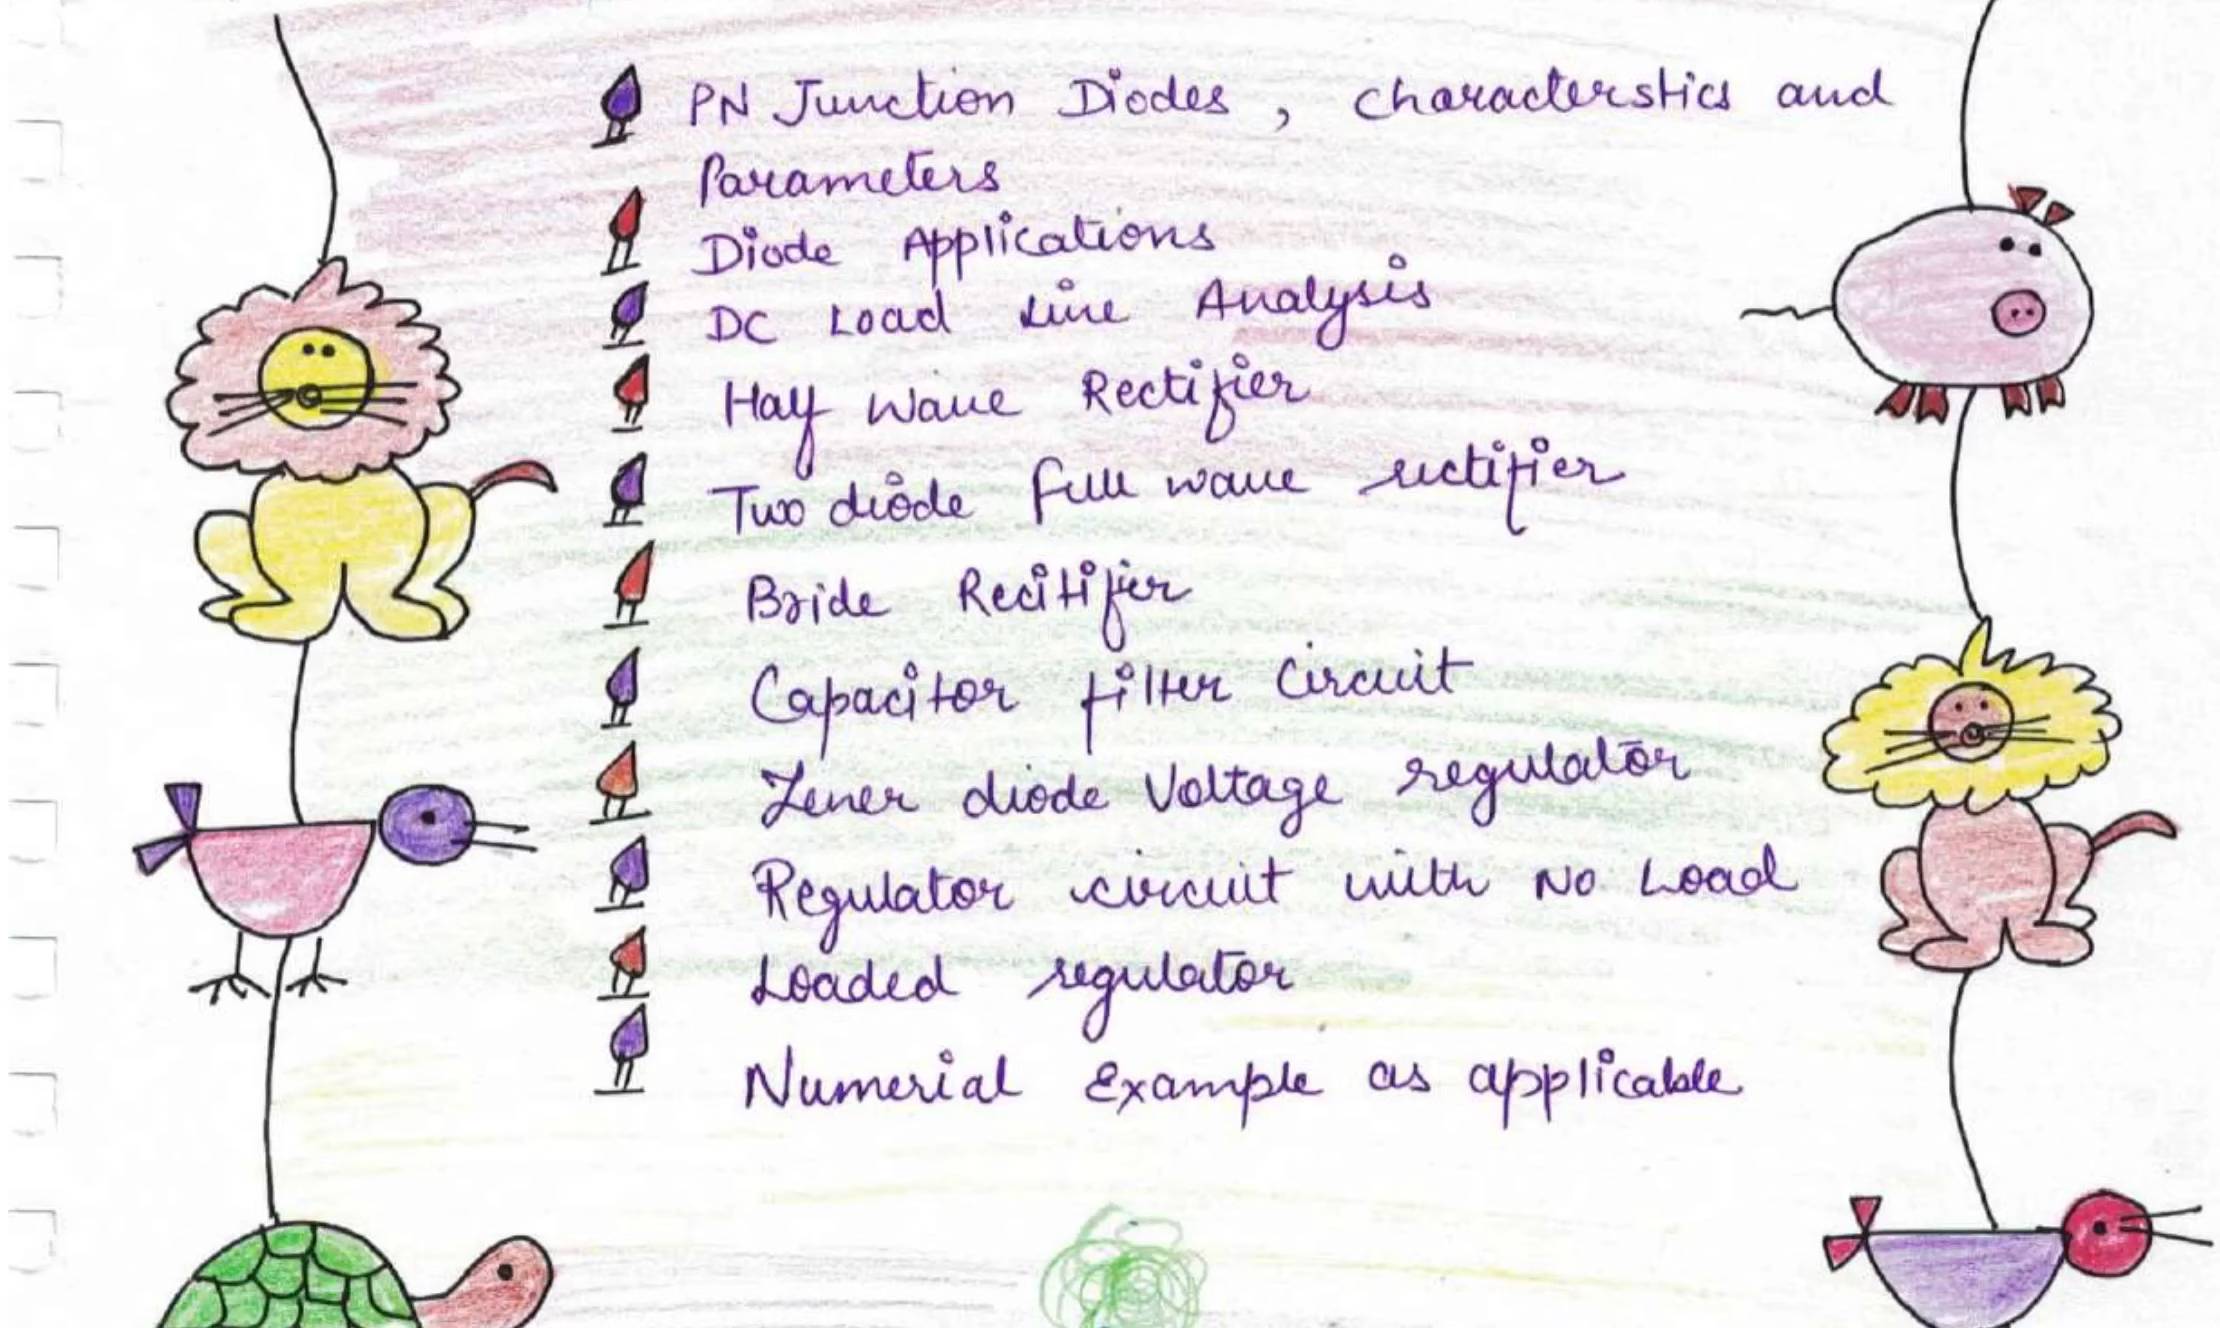 PN Junction Diodes, characterstics and
Parameters
Diode Applications
DC Load Line Analysis
Half Wave Rectifier
Two diode full wave rectifier
Bride Recitifier
Capacitor filter Circuit
Zener diode Voltage regulator
Regulator circuit with No Load
Loaded regulator
Numerial Example as applicable